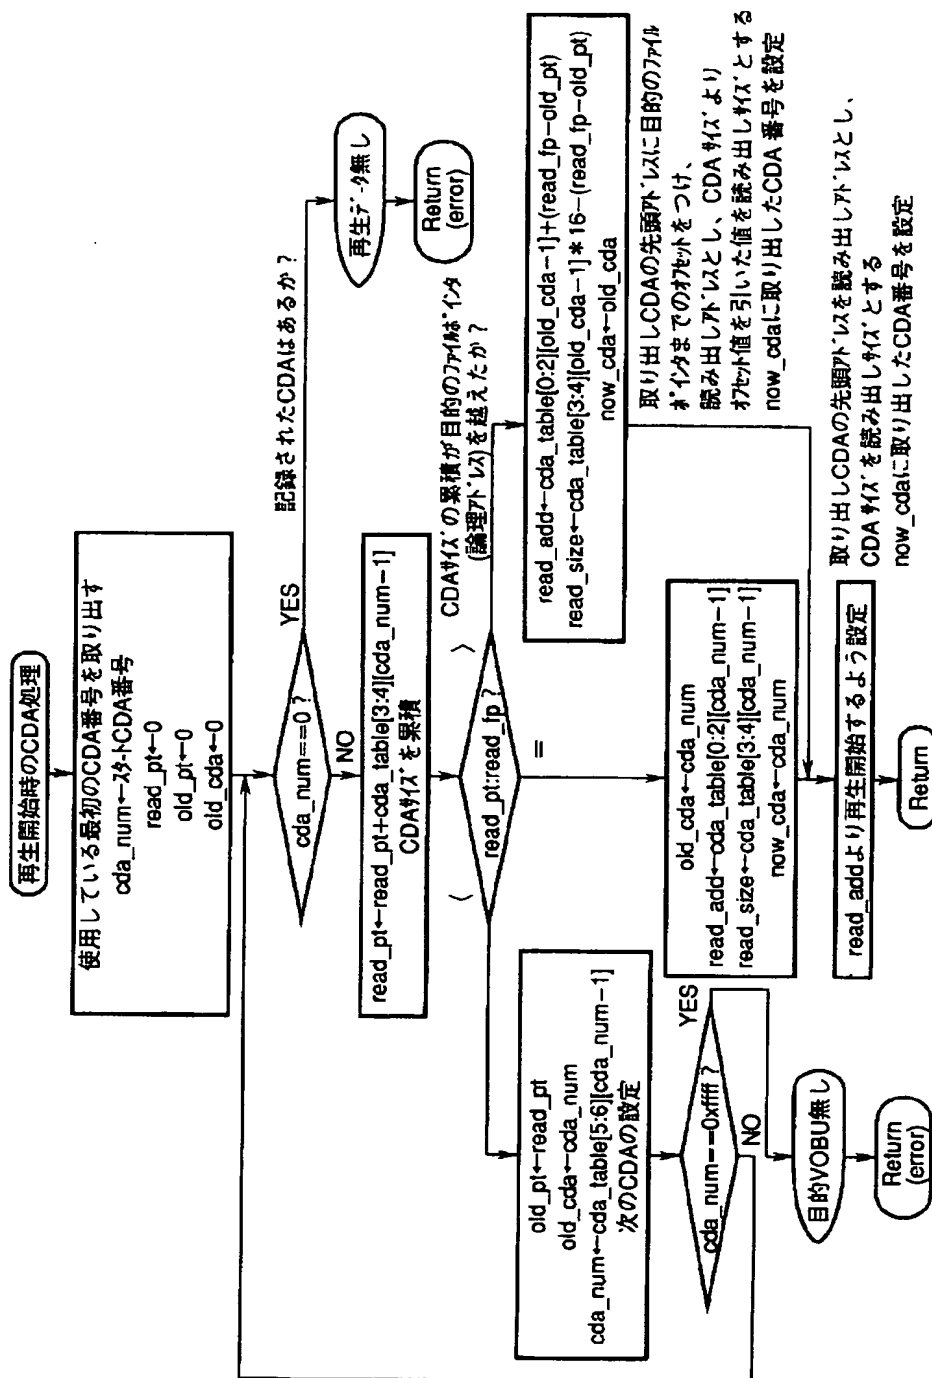 再生開始時のCDA処理
使用している最初のCDA番号を取り出す
cda_num←スタートCDA番号
read_pt←0
old_pt←0
old_cda←0
cda_num==0?
YES
記録されたCDAはあるか?
再生データ無し
Return
(error)
NO
read_pt←read_pt+cda_table[3:4][cda_num-1]
CDAサイズを累積
read_pt:read_fp?
CDAサイズの累積が目的のファイルポインタ
(論理アドレス)を越えたか?
<
=
>
old_pt←read_pt
old_cda←cda_num
cda_num←cda_table[5:6][cda_num-1]
次のCDAの設定
cda_num==0xffff?
YES
NO
目的VOBU無し
Return
(error)
old_cda←cda_num
read_add←cda_table[0:2][cda_num-1]
read_size←cda_table[3:4][cda_num-1]
now_cda←cda_num
取り出しCDAの先頭アドレスを読み出しアドレスとし、
CDAサイズを読み出しサイズとする
now_cdaに取り出したCDA番号を設定
read_add←cda_table[0:2][old_cda-1]+(read_fp-old_pt)
read_size←cda_table[3:4][old_cda-1]*16-(read_fp-old_pt)
now_cda←old_cda
取り出しCDAの先頭アドレスに目的のファイル
ポインタまでのオフセットをつけ、
読み出しアドレスとし、CDAサイズより
オフセット値を引いた値を読み出しサイズとする
now_cdaに取り出したCDA番号を設定
read_addより再生開始するよう設定
Return